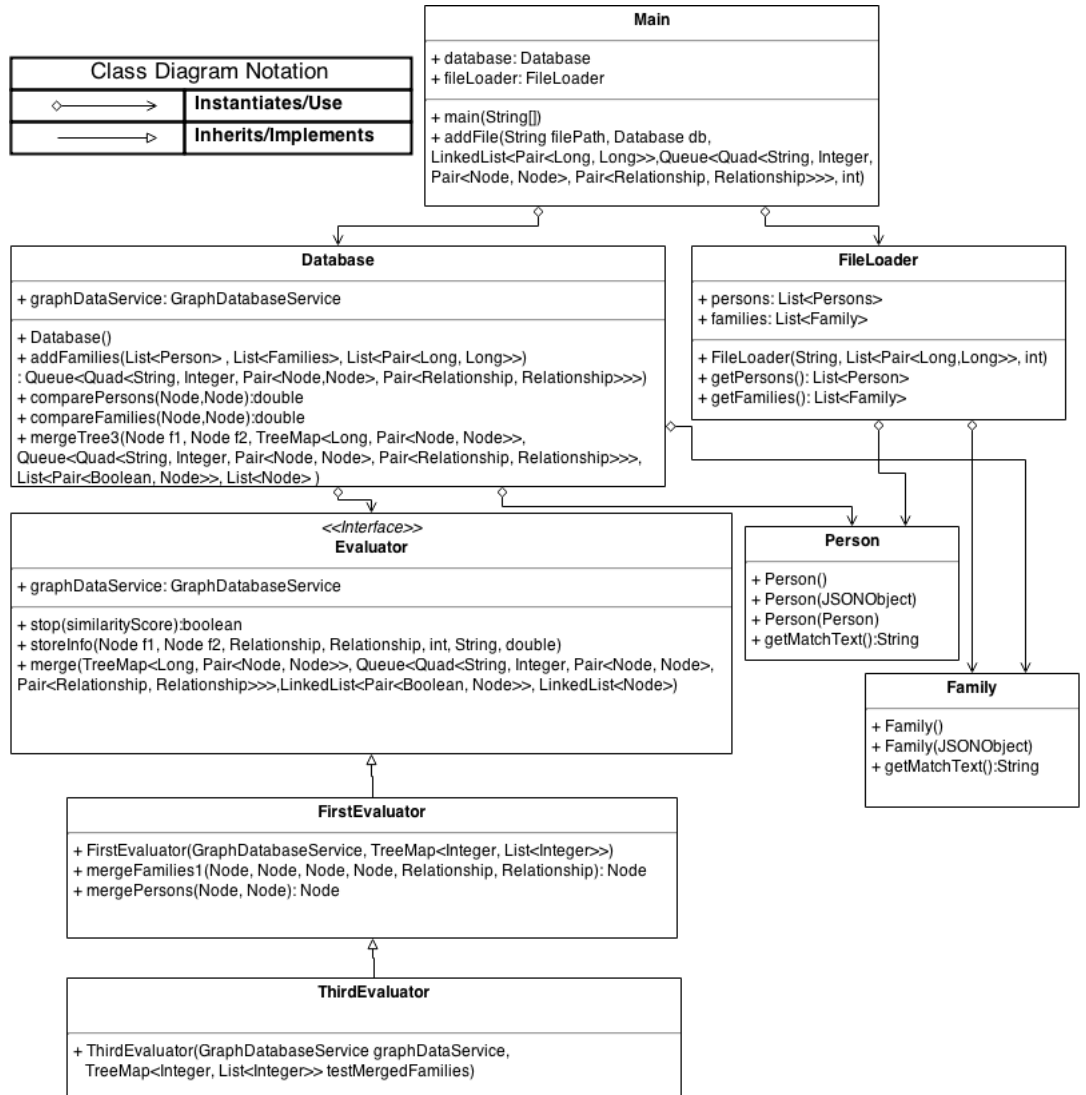 Main
+ database: Database
+ fileLoader: FileLoader
+ main(String[])
+ addFile(String filePath, Database db,
LinkedList<Pair<Long, Long>>,Queue<Quad<String, Integer,
Pair<Node, Node>, Pair<Relationship, Relationship>>>, int)
Class Diagram Notation
Instantiates/Use
Inherits/Implements
Database
+ graphDataService: GraphDatabaseService
+ Database()
+ addFamilies(List<Person> , List<Families>, List<Pair<Long, Long>>)
: Queue<Quad<String, Integer, Pair<Node,Node>, Pair<Relationship, Relationship>>>)
+ comparePersons(Node,Node):double
+ compareFamilies(Node,Node):double
+ mergeTree3(Node f1, Node f2, TreeMap<Long, Pair<Node, Node>>,
Queue<Quad<String, Integer, Pair<Node, Node>, Pair<Relationship, Relationship>>>,
List<Pair<Boolean, Node>>, List<Node> )
FileLoader
+ persons: List<Persons>
+ families: List<Family>
+ FileLoader(String, List<Pair<Long,Long>>, int)
+ getPersons(): List<Person>
+ getFamilies(): List<Family>
<<Interface>>
Evaluator
+ graphDataService: GraphDatabaseService
+ stop(similarityScore):boolean
+ storeInfo(Node f1, Node f2, Relationship, Relationship, int, String, double)
+ merge(TreeMap<Long, Pair<Node, Node>>, Queue<Quad<String, Integer, Pair<Node, Node>,
Pair<Relationship, Relationship>>>,LinkedList<Pair<Boolean, Node>>, LinkedList<Node>)
Person
+ Person()
+ Person(JSONObject)
+ Person(Person)
+ getMatchText():String
Family
+ Family()
+ Family(JSONObject)
+ getMatchText():String
FirstEvaluator
+ FirstEvaluator(GraphDatabaseService, TreeMap<Integer, List<Integer>>)
+ mergeFamilies1(Node, Node, Node, Node, Relationship, Relationship): Node
+ mergePersons(Node, Node): Node
ThirdEvaluator
+ ThirdEvaluator(GraphDatabaseService graphDataService,
TreeMap<Integer, List<Integer>> testMergedFamilies)